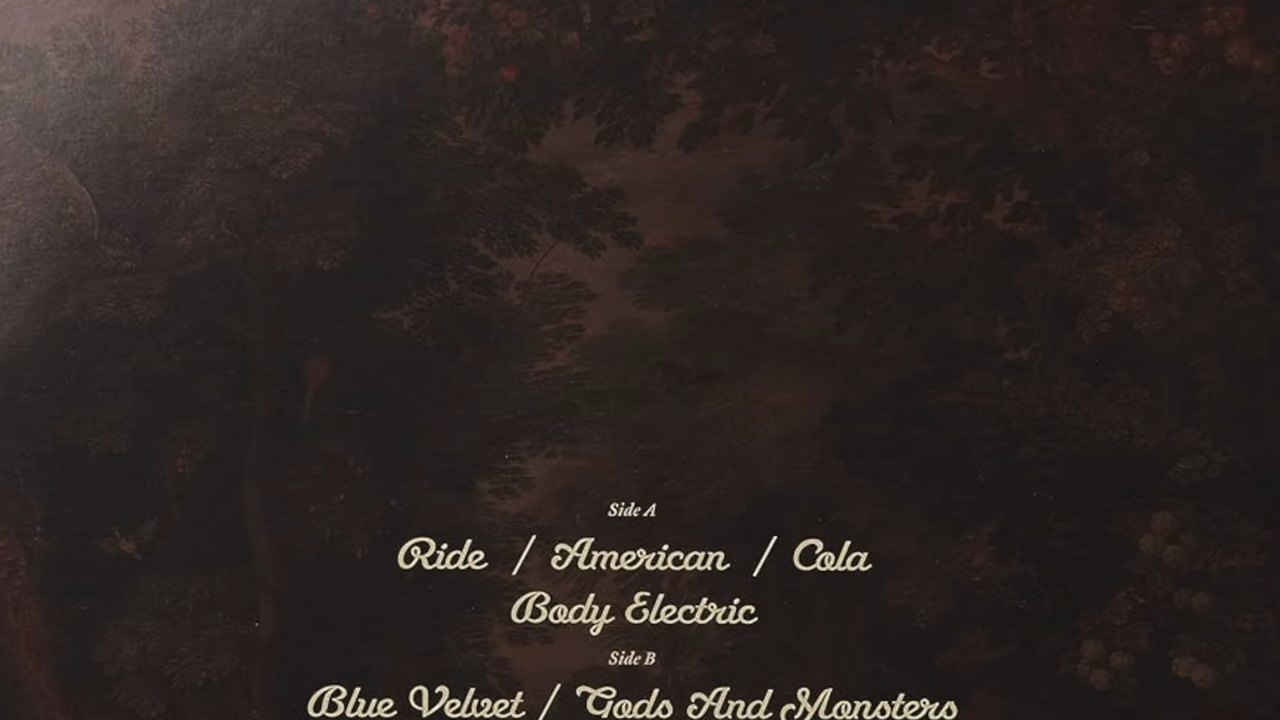 Side A
Ride / American / Cola
Body Electric
Side B
Blue Velvet / Gods And Monsters